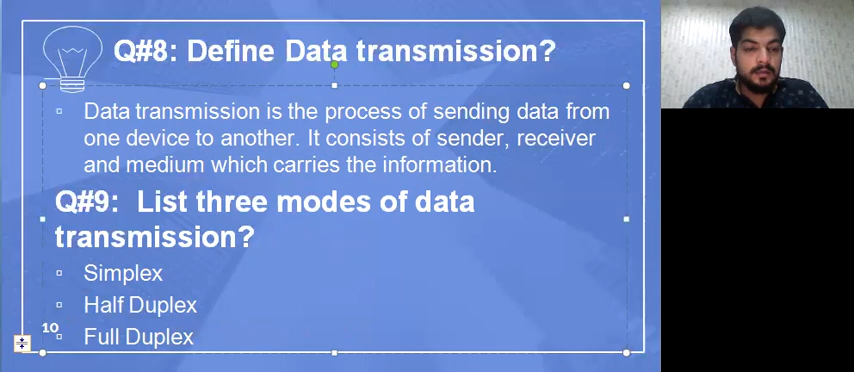 Q#8: Define Data transmission?
Data transmission is the process of sending data from
one device to another. It consists of sender, receiver
and medium which carries the information.
Q#9: List three modes of data
transmission?
Simplex
Half Duplex
Full Duplex
10